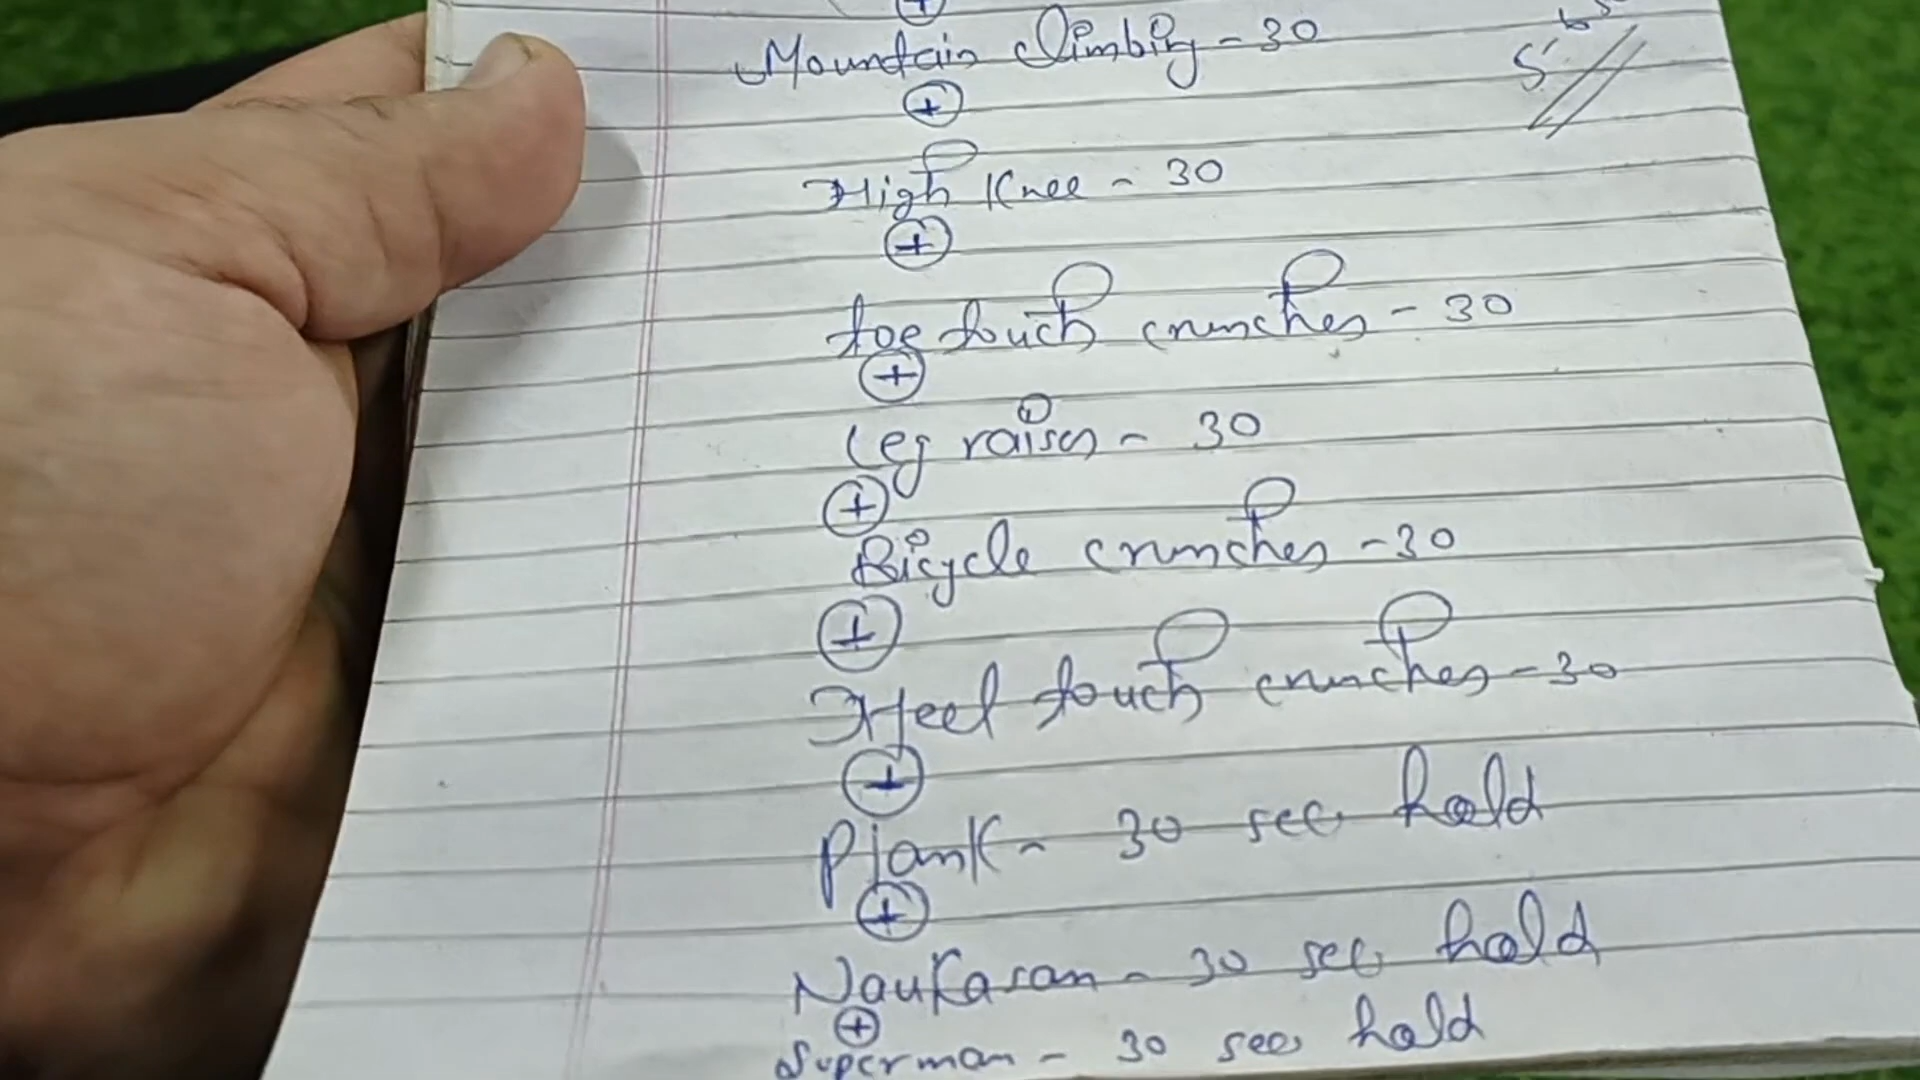 +
Mountain climbing - 30
+
High Knee - 30
+
toe touch crunches - 30
+
Leg raises - 30
+
Bicycle crunches - 30
+
Heel touch crunches - 30
+
Plank - 30 sec hold
+
Naukasan - 30 sec hold
+
Superman - 30 sec hold